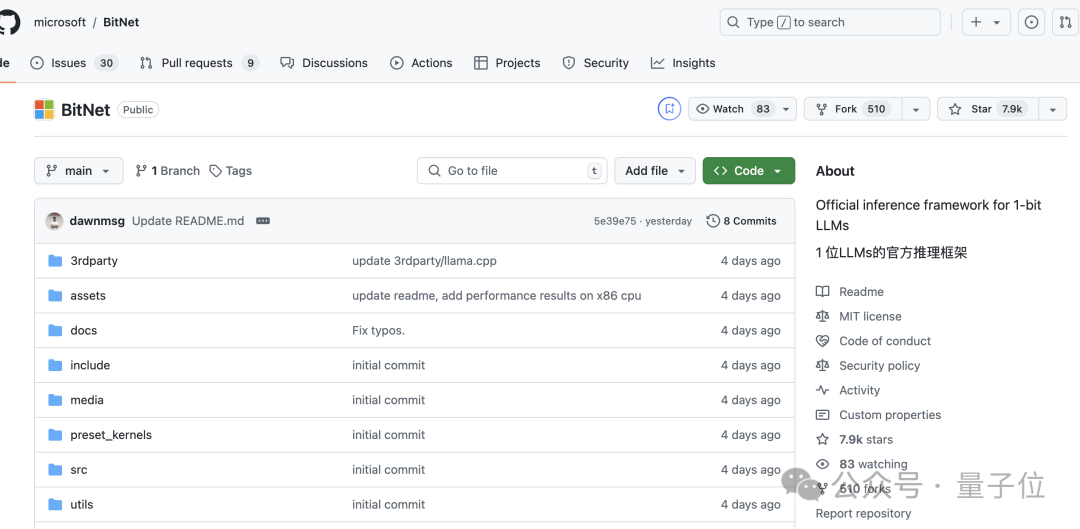 microsoft / BitNet
Type / to search
de
Issues 30
Pull requests 9
Discussions
Actions
Projects
Security
Insights
BitNet Public
Watch 83
Fork 510
Star 7.9k
main
1 Branch
Tags
Go to file t
Add file
Code
dawnmsg Update README.md
5e39e75 · yesterday
8 Commits
3rdparty update 3rdparty/llama.cpp 4 days ago
assets update readme, add performance results on x86 cpu 4 days ago
docs Fix typos. 4 days ago
include initial commit 4 days ago
media initial commit 4 days ago
preset_kernels initial commit 4 days ago
src initial commit 4 days ago
utils initial commit 4 days ago
About
Official inference framework for 1-bit
LLMs
1 位LLMs的官方推理框架
Readme
MIT license
Code of conduct
Security policy
Activity
Custom properties
7.9k stars
83 watching
510 forks
Report repository
公众号 · 量子位